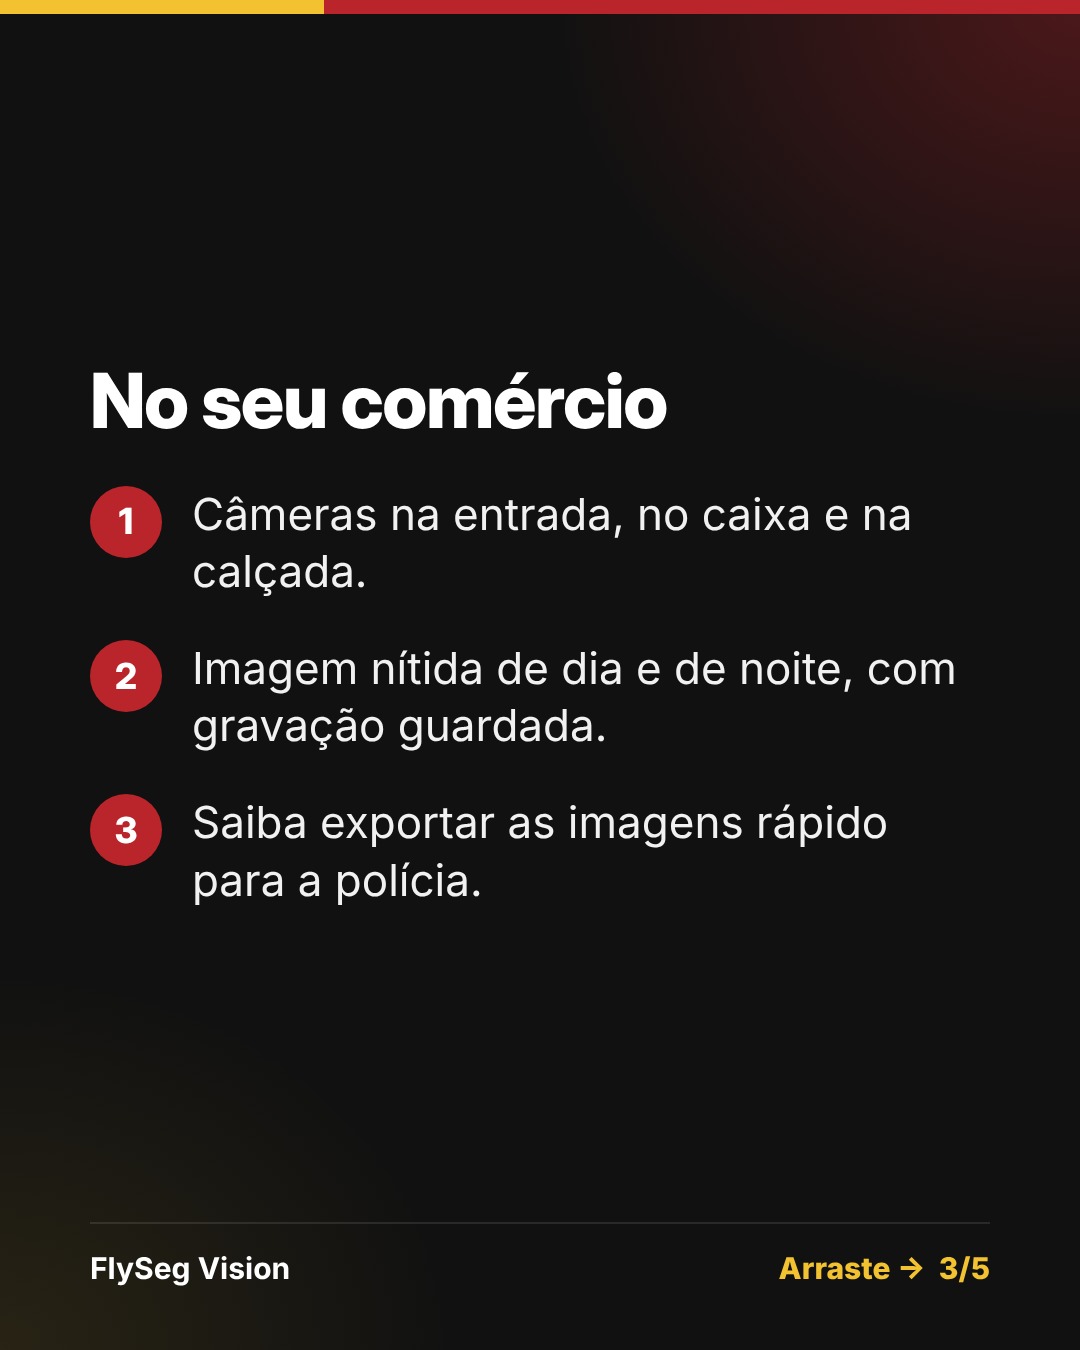 No seu comércio
1 Câmeras na entrada, no caixa e na
calçada.
2 Imagem nítida de dia e de noite, com
gravação guardada.
3 Saiba exportar as imagens rápido
para a polícia.
FlySeg Vision
Arraste → 3/5